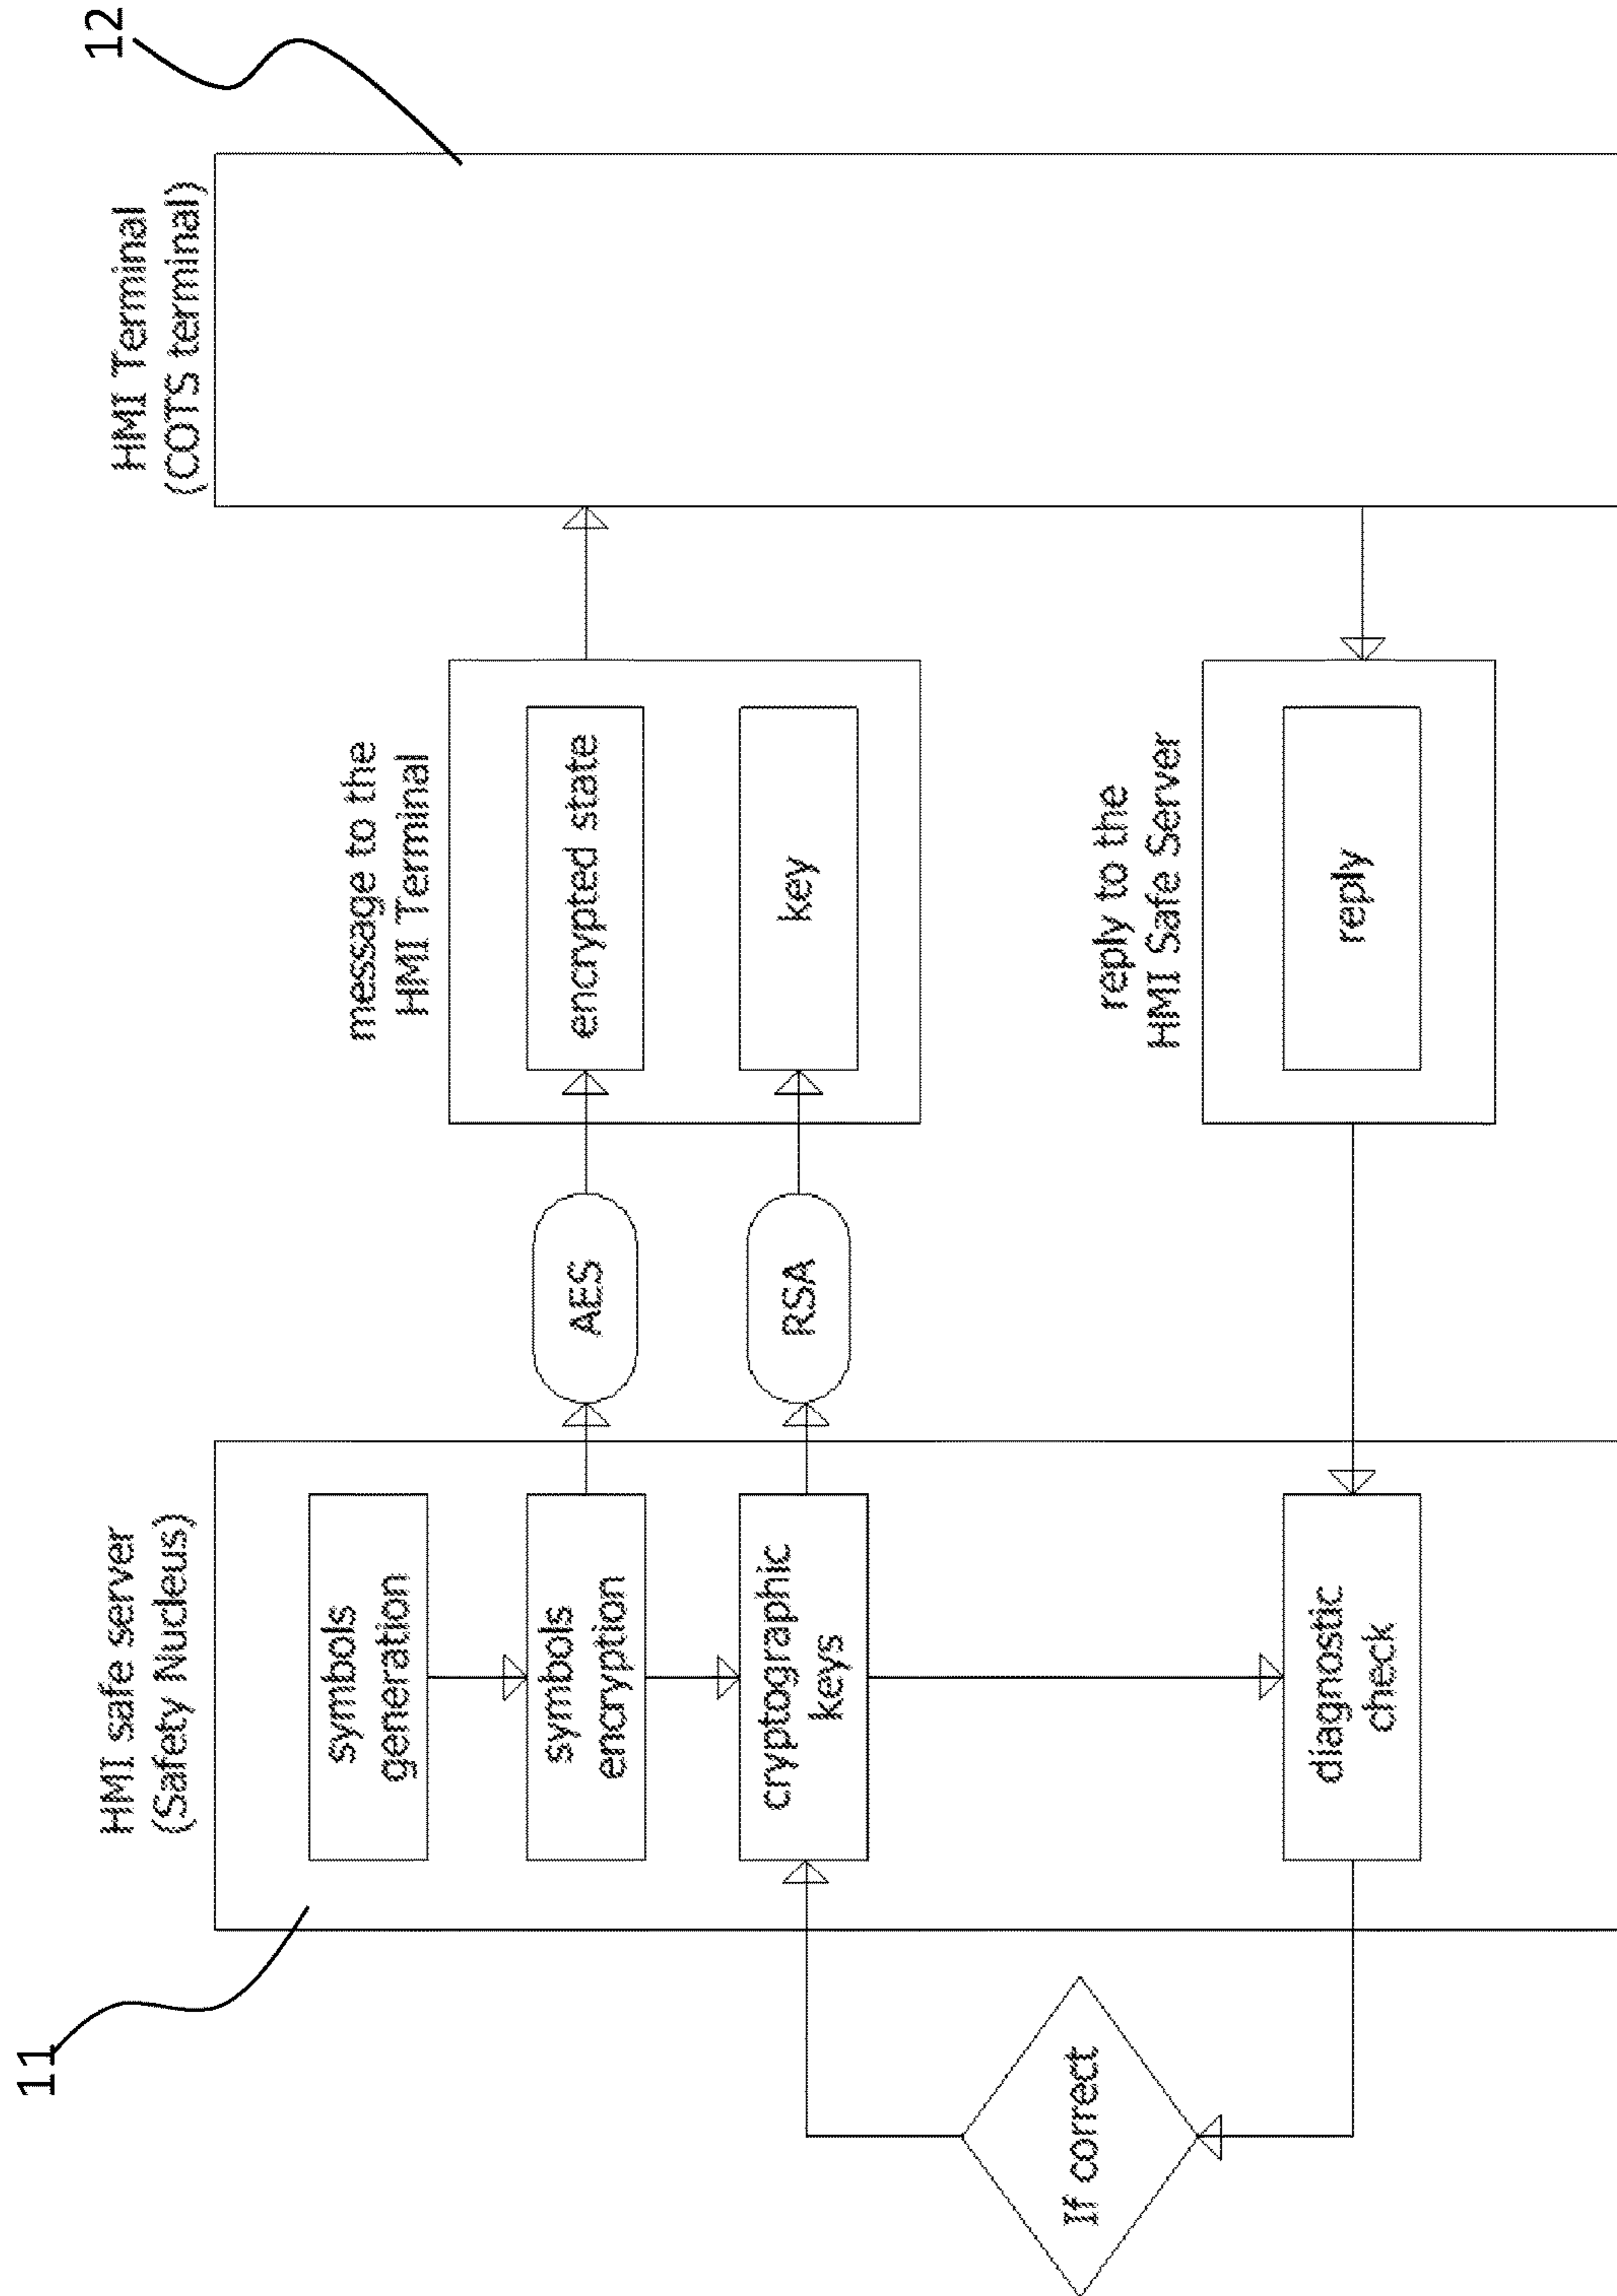 11
HMI safe server
(Safety Nucleus)
symbols
generation
symbols
encryption
cryptographic
keys
diagnostic
check
If correct
AES
RSA
message to the
HMI Terminal
encrypted state
key
reply to the
HMI Safe Server
reply
HMI Terminal
(COTS terminal)
12